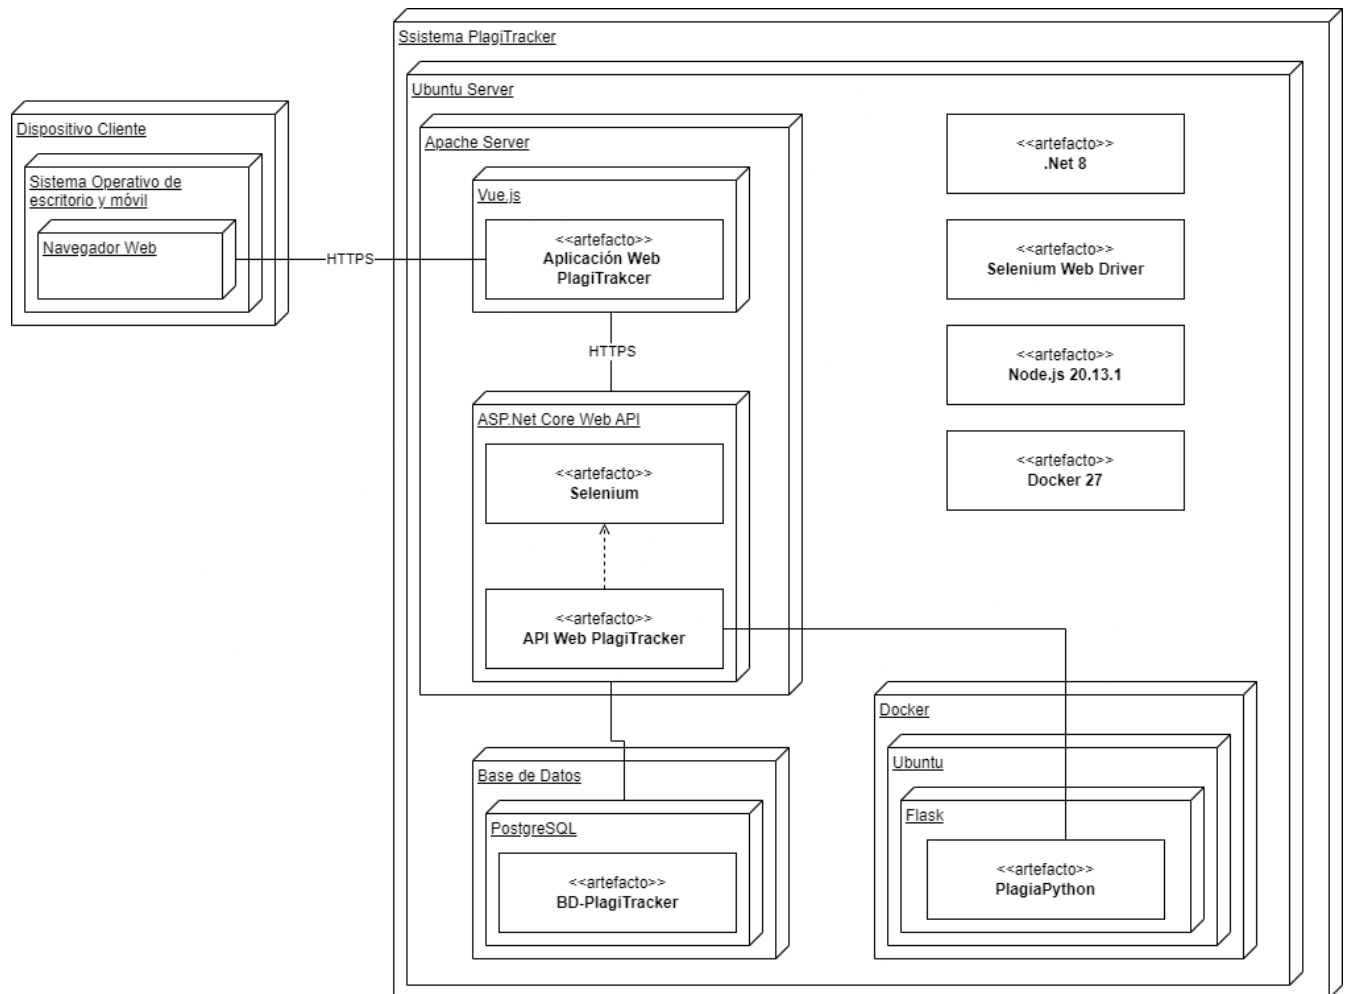 Ssistema PlagiTracker
Ubuntu Server
Dispositivo Cliente
Sistema Operativo de
escritorio y móvil
Navegador Web
HTTPS
Apache Server
Vue.js
<<artefacto>>
Aplicación Web
PlagiTrakcer
HTTPS
ASP.Net Core Web API
<<artefacto>>
Selenium
<<artefacto>>
API Web PlagiTracker
<<artefacto>>
.Net 8
<<artefacto>>
Selenium Web Driver
<<artefacto>>
Node.js 20.13.1
<<artefacto>>
Docker 27
Base de Datos
PostgreSQL
<<artefacto>>
BD-PlagiTracker
Docker
Ubuntu
Flask
<<artefacto>>
PlagiaPython